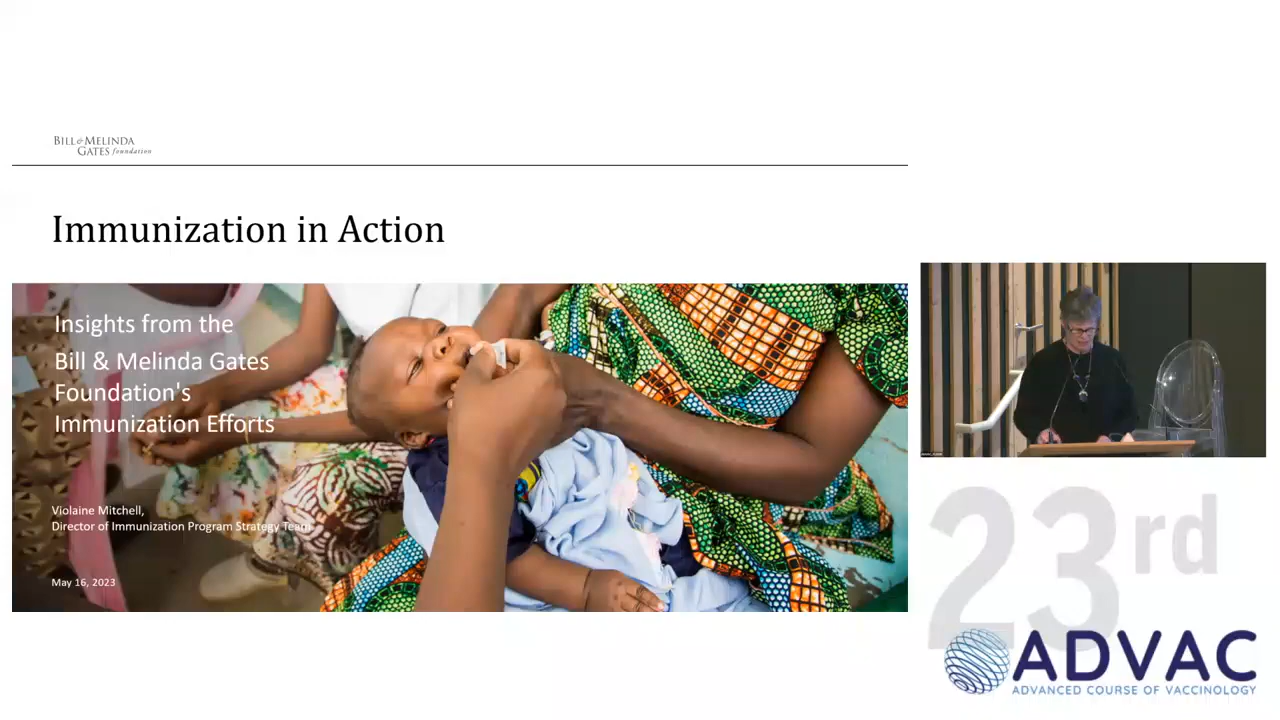 BILL & MELINDA
GATES foundation
Immunization in Action
Insights from the
Bill & Melinda Gates
Foundation's
Immunization Efforts
Violaine Mitchell,
Director of Immunization Program Strategy Team
May 16, 2023
23rd
ADVAC
ADVANCED COURSE OF VACCINOLOGY